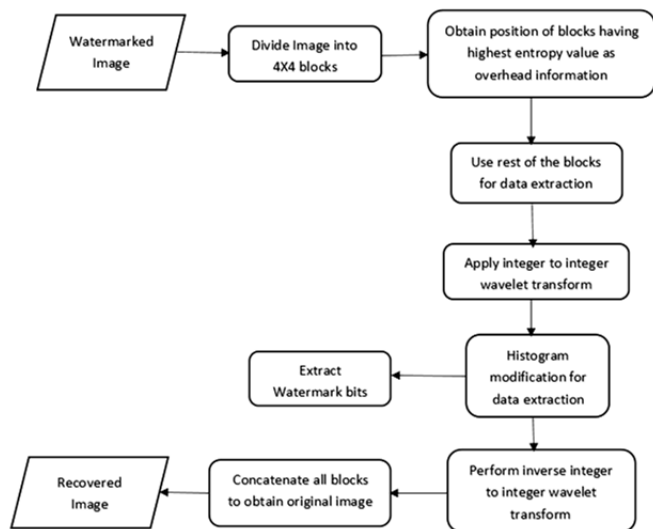 Watermarked
Image
Divide Image into
4X4 blocks
Obtain position of blocks having
highest entropy value as
overhead information
Use rest of the blocks
for data extraction
Apply integer to integer
wavelet transform
Histogram
modification for
data extraction
Extract
Watermark bits
Perform inverse integer
to integer wavelet
transform
Concatenate all blocks
to obtain original image
Recovered
Image